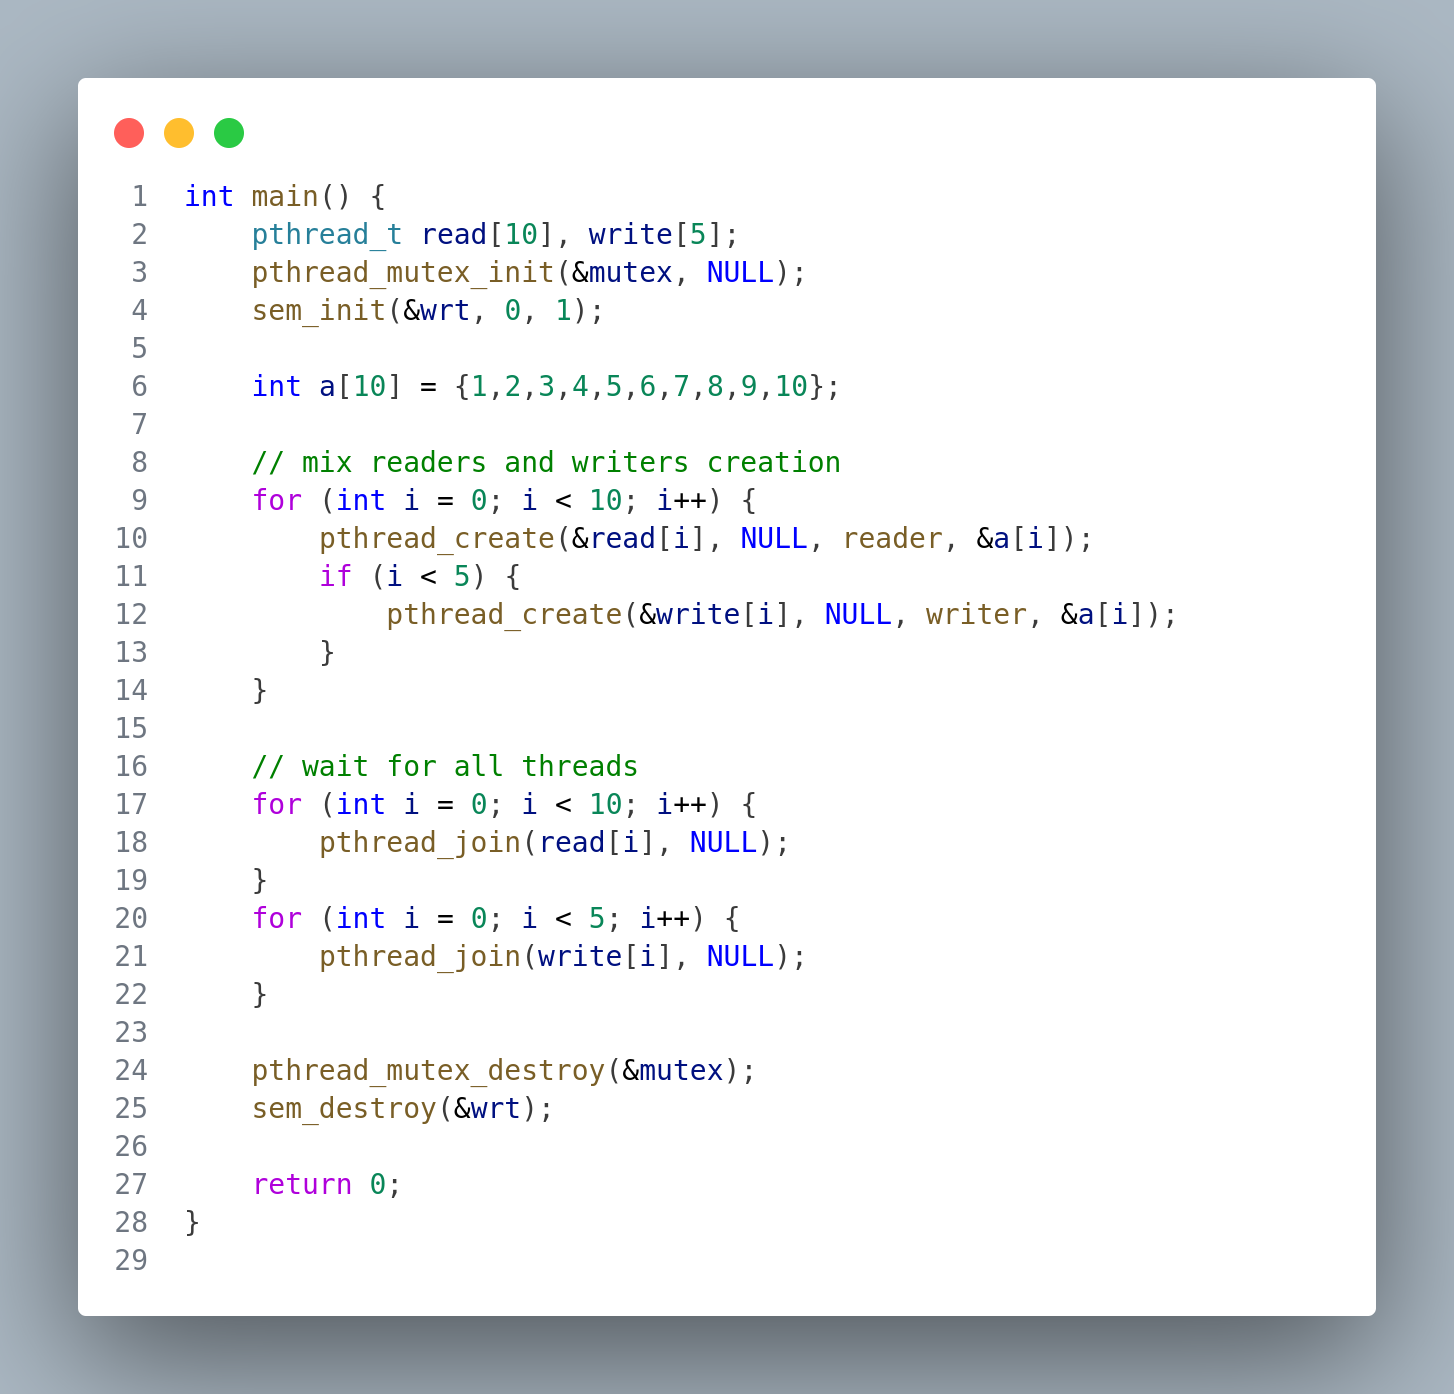 1 int main() {
2     pthread_t read[10], write[5];
3     pthread_mutex_init(&mutex, NULL);
4     sem_init(&wrt, 0, 1);
5
6     int a[10] = {1,2,3,4,5,6,7,8,9,10};
7
8     // mix readers and writers creation
9     for (int i = 0; i < 10; i++) {
10         pthread_create(&read[i], NULL, reader, &a[i]);
11         if (i < 5) {
12             pthread_create(&write[i], NULL, writer, &a[i]);
13         }
14     }
15
16     // wait for all threads
17     for (int i = 0; i < 10; i++) {
18         pthread_join(read[i], NULL);
19     }
20     for (int i = 0; i < 5; i++) {
21         pthread_join(write[i], NULL);
22     }
23
24     pthread_mutex_destroy(&mutex);
25     sem_destroy(&wrt);
26
27     return 0;
28 }
29